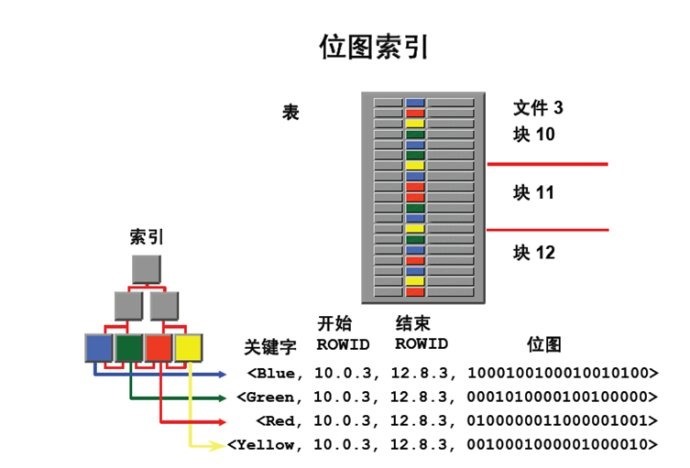 位图索引
表
文件 3
块 10
块 11
块 12
索引
开始 结束
关键字 ROWID ROWID 位图
<Blue, 10.0.3, 12.8.3, 1000100100010010100>
<Green, 10.0.3, 12.8.3, 0001010000100100000>
<Red, 10.0.3, 12.8.3, 0100000011000001001>
<Yellow, 10.0.3, 12.8.3, 0010001000001000010>